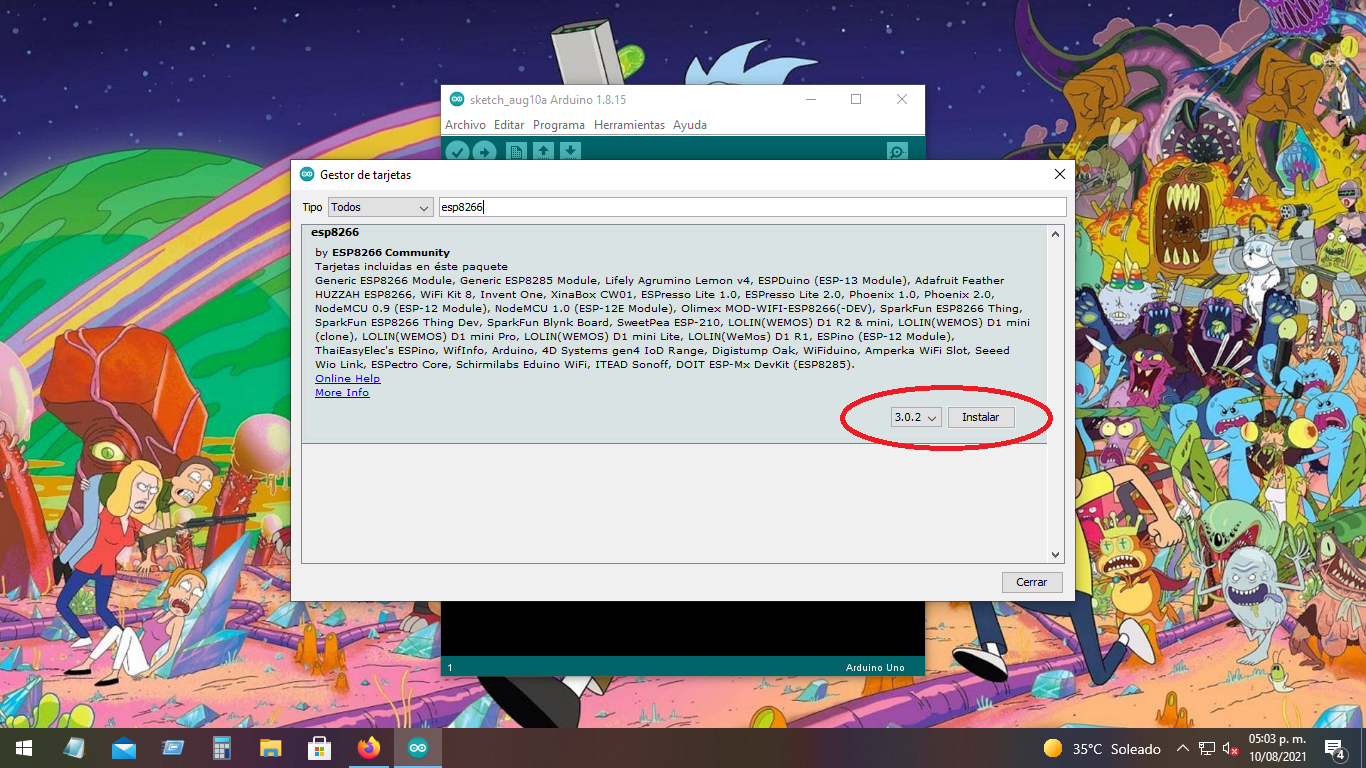 sketch_aug10a Arduino 1.8.15
Archivo Editar Programa Herramientas Ayuda
Gestor de tarjetas
Tipo Todos esp8266
esp8266
by ESP8266 Community
Tarjetas incluidas en éste paquete
Generic ESP8266 Module, Generic ESP8285 Module, Lifely Agrumino Lemon v4, ESPDuino (ESP-13 Module), Adafruit Feather
HUZZAH ESP8266, WiFi Kit 8, Invent One, XinaBox CW01, ESPresso Lite 1.0, ESPresso Lite 2.0, Phoenix 1.0, Phoenix 2.0,
NodeMCU 0.9 (ESP-12 Module), NodeMCU 1.0 (ESP-12E Module), Olimex MOD-WIFI-ESP8266(-DEV), SparkFun ESP8266 Thing,
SparkFun ESP8266 Thing Dev, SparkFun Blynk Board, SweetPea ESP-210, LOLIN(WEMOS) D1 R2 & mini, LOLIN(WEMOS) D1 mini
(clone), LOLIN(WEMOS) D1 mini Pro, LOLIN(WEMOS) D1 mini Lite, LOLIN(WeMos) D1 R1, ESPino (ESP-12 Module),
ThaiEasyElec's ESPino, WifInfo, Arduino, 4D Systems gen4 IoD Range, Digistump Oak, WiFiduino, Amperka WiFi Slot, Seeed
Wio Link, ESPectro Core, Schirmilabs Eduino WiFi, ITEAD Sonoff, DOIT ESP-Mx DevKit (ESP8285).
Online Help
More Info
3.0.2 Instalar
Cerrar
1 Arduino Uno
35°C Soleado
05:03 p. m.
10/08/2021
4